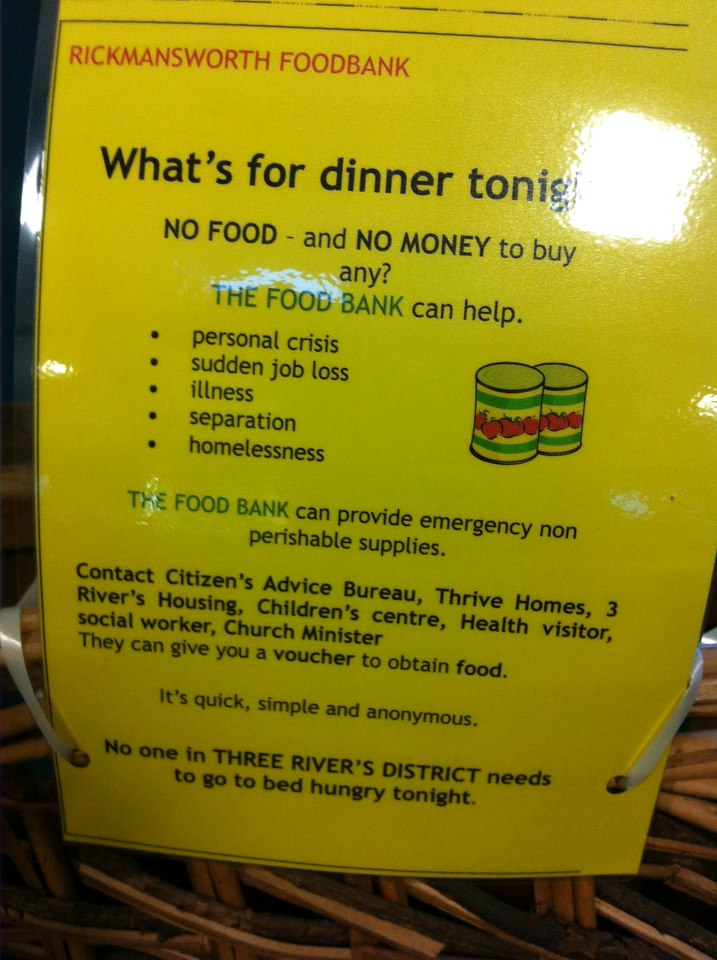 RICKMANSWORTH FOODBANK
What's for dinner
NO FOOD - and NO MONEY to buy
any?
THE FOOD BANK can help.
• personal crisis
• sudden job loss
• illness
• separation
• homelessness
THE FOOD BANK can provide emergency non
perishable supplies.
Contact Citizen's Advice Bureau, Thrive Homes, 3
River's Housing, Children's centre, Health visitor,
social worker, Church Minister
They can give you a voucher to obtain food.
It's quick, simple and anonymous.
No one in THREE RIVER'S DISTRICT needs
to go to bed hungry tonight.